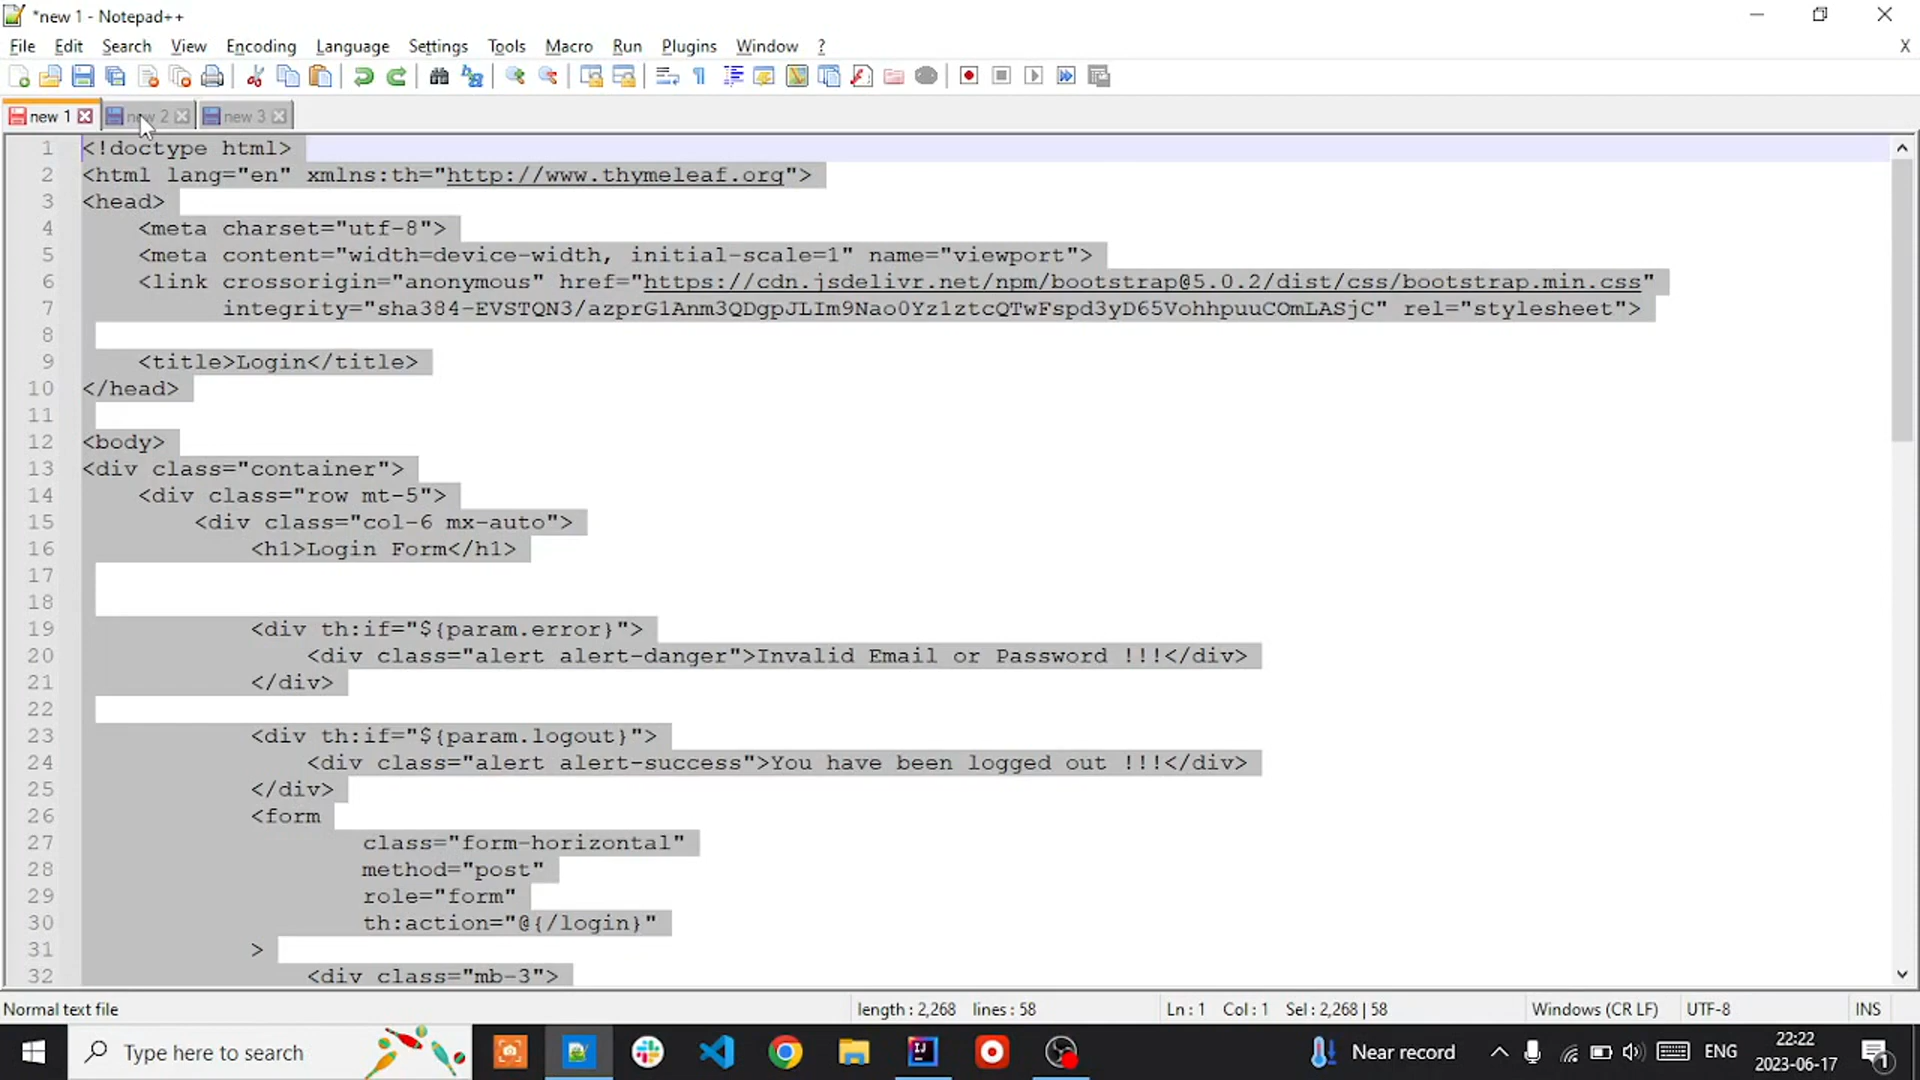 *new 1 - Notepad++
File Edit Search View Encoding Language Settings Tools Macro Run Plugins Window ? X
new 1 new 2 new 3
1 <!doctype html>
2 <html lang="en" xmlns:th="http://www.thymeleaf.org">
3 <head>
4 <meta charset="utf-8">
5 <meta content="width=device-width, initial-scale=1" name="viewport">
6 <link crossorigin="anonymous" href="https://cdn.jsdelivr.net/npm/bootstrap@5.0.2/dist/css/bootstrap.min.css"
7 integrity="sha384-EVSTQN3/azprG1Anm3QDgpJLIm9Nao0Yz1ztcQTwFspd3yD65VohhpuuCOmLASjC" rel="stylesheet">
8
9 <title>Login</title>
10 </head>
11
12 <body>
13 <div class="container">
14 <div class="row mt-5">
15 <div class="col-6 mx-auto">
16 <h1>Login Form</h1>
17
18
19 <div th:if="${param.error}">
20 <div class="alert alert-danger">Invalid Email or Password !!!</div>
21 </div>
22
23 <div th:if="${param.logout}">
24 <div class="alert alert-success">You have been logged out !!!</div>
25 </div>
26 <form
27 class="form-horizontal"
28 method="post"
29 role="form"
30 th:action="@{/login}"
31 >
32 <div class="mb-3">
Normal text file length : 2,268 lines : 58 Ln : 1 Col : 1 Sel : 2,268 | 58 Windows (CR LF) UTF-8 INS
Type here to search Near record ENG 22:22
2023-06-17 1